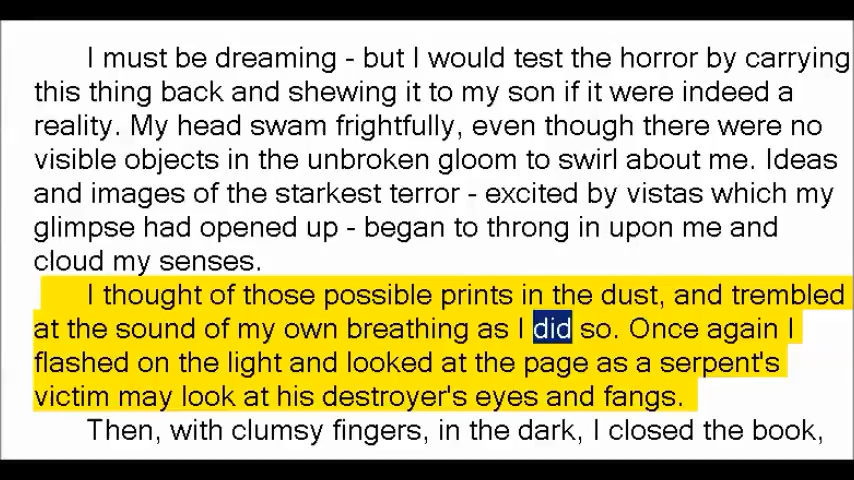 I must be dreaming - but I would test the horror by carrying
this thing back and shewing it to my son if it were indeed a
reality. My head swam frightfully, even though there were no
visible objects in the unbroken gloom to swirl about me. Ideas
and images of the starkest terror - excited by vistas which my
glimpse had opened up - began to throng in upon me and
cloud my senses.
I thought of those possible prints in the dust, and trembled
at the sound of my own breathing as I did so. Once again I
flashed on the light and looked at the page as a serpent's
victim may look at his destroyer's eyes and fangs.
Then, with clumsy fingers, in the dark, I closed the book,